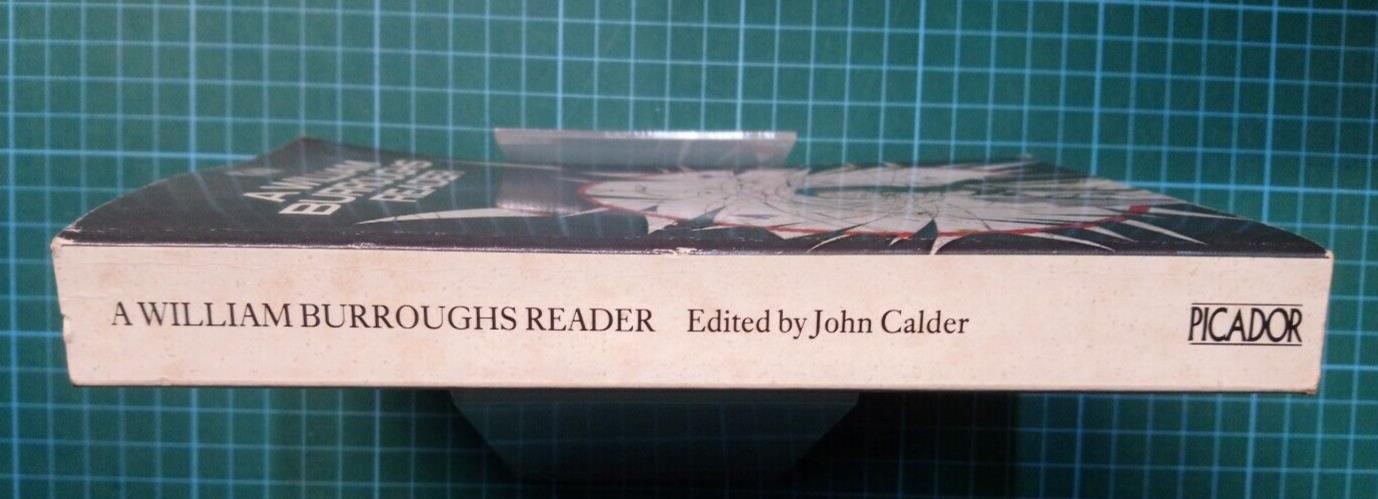 A WILLIAM
BURROUGHS
READER
A WILLIAM BURROUGHS READER Edited by John Calder PICADOR